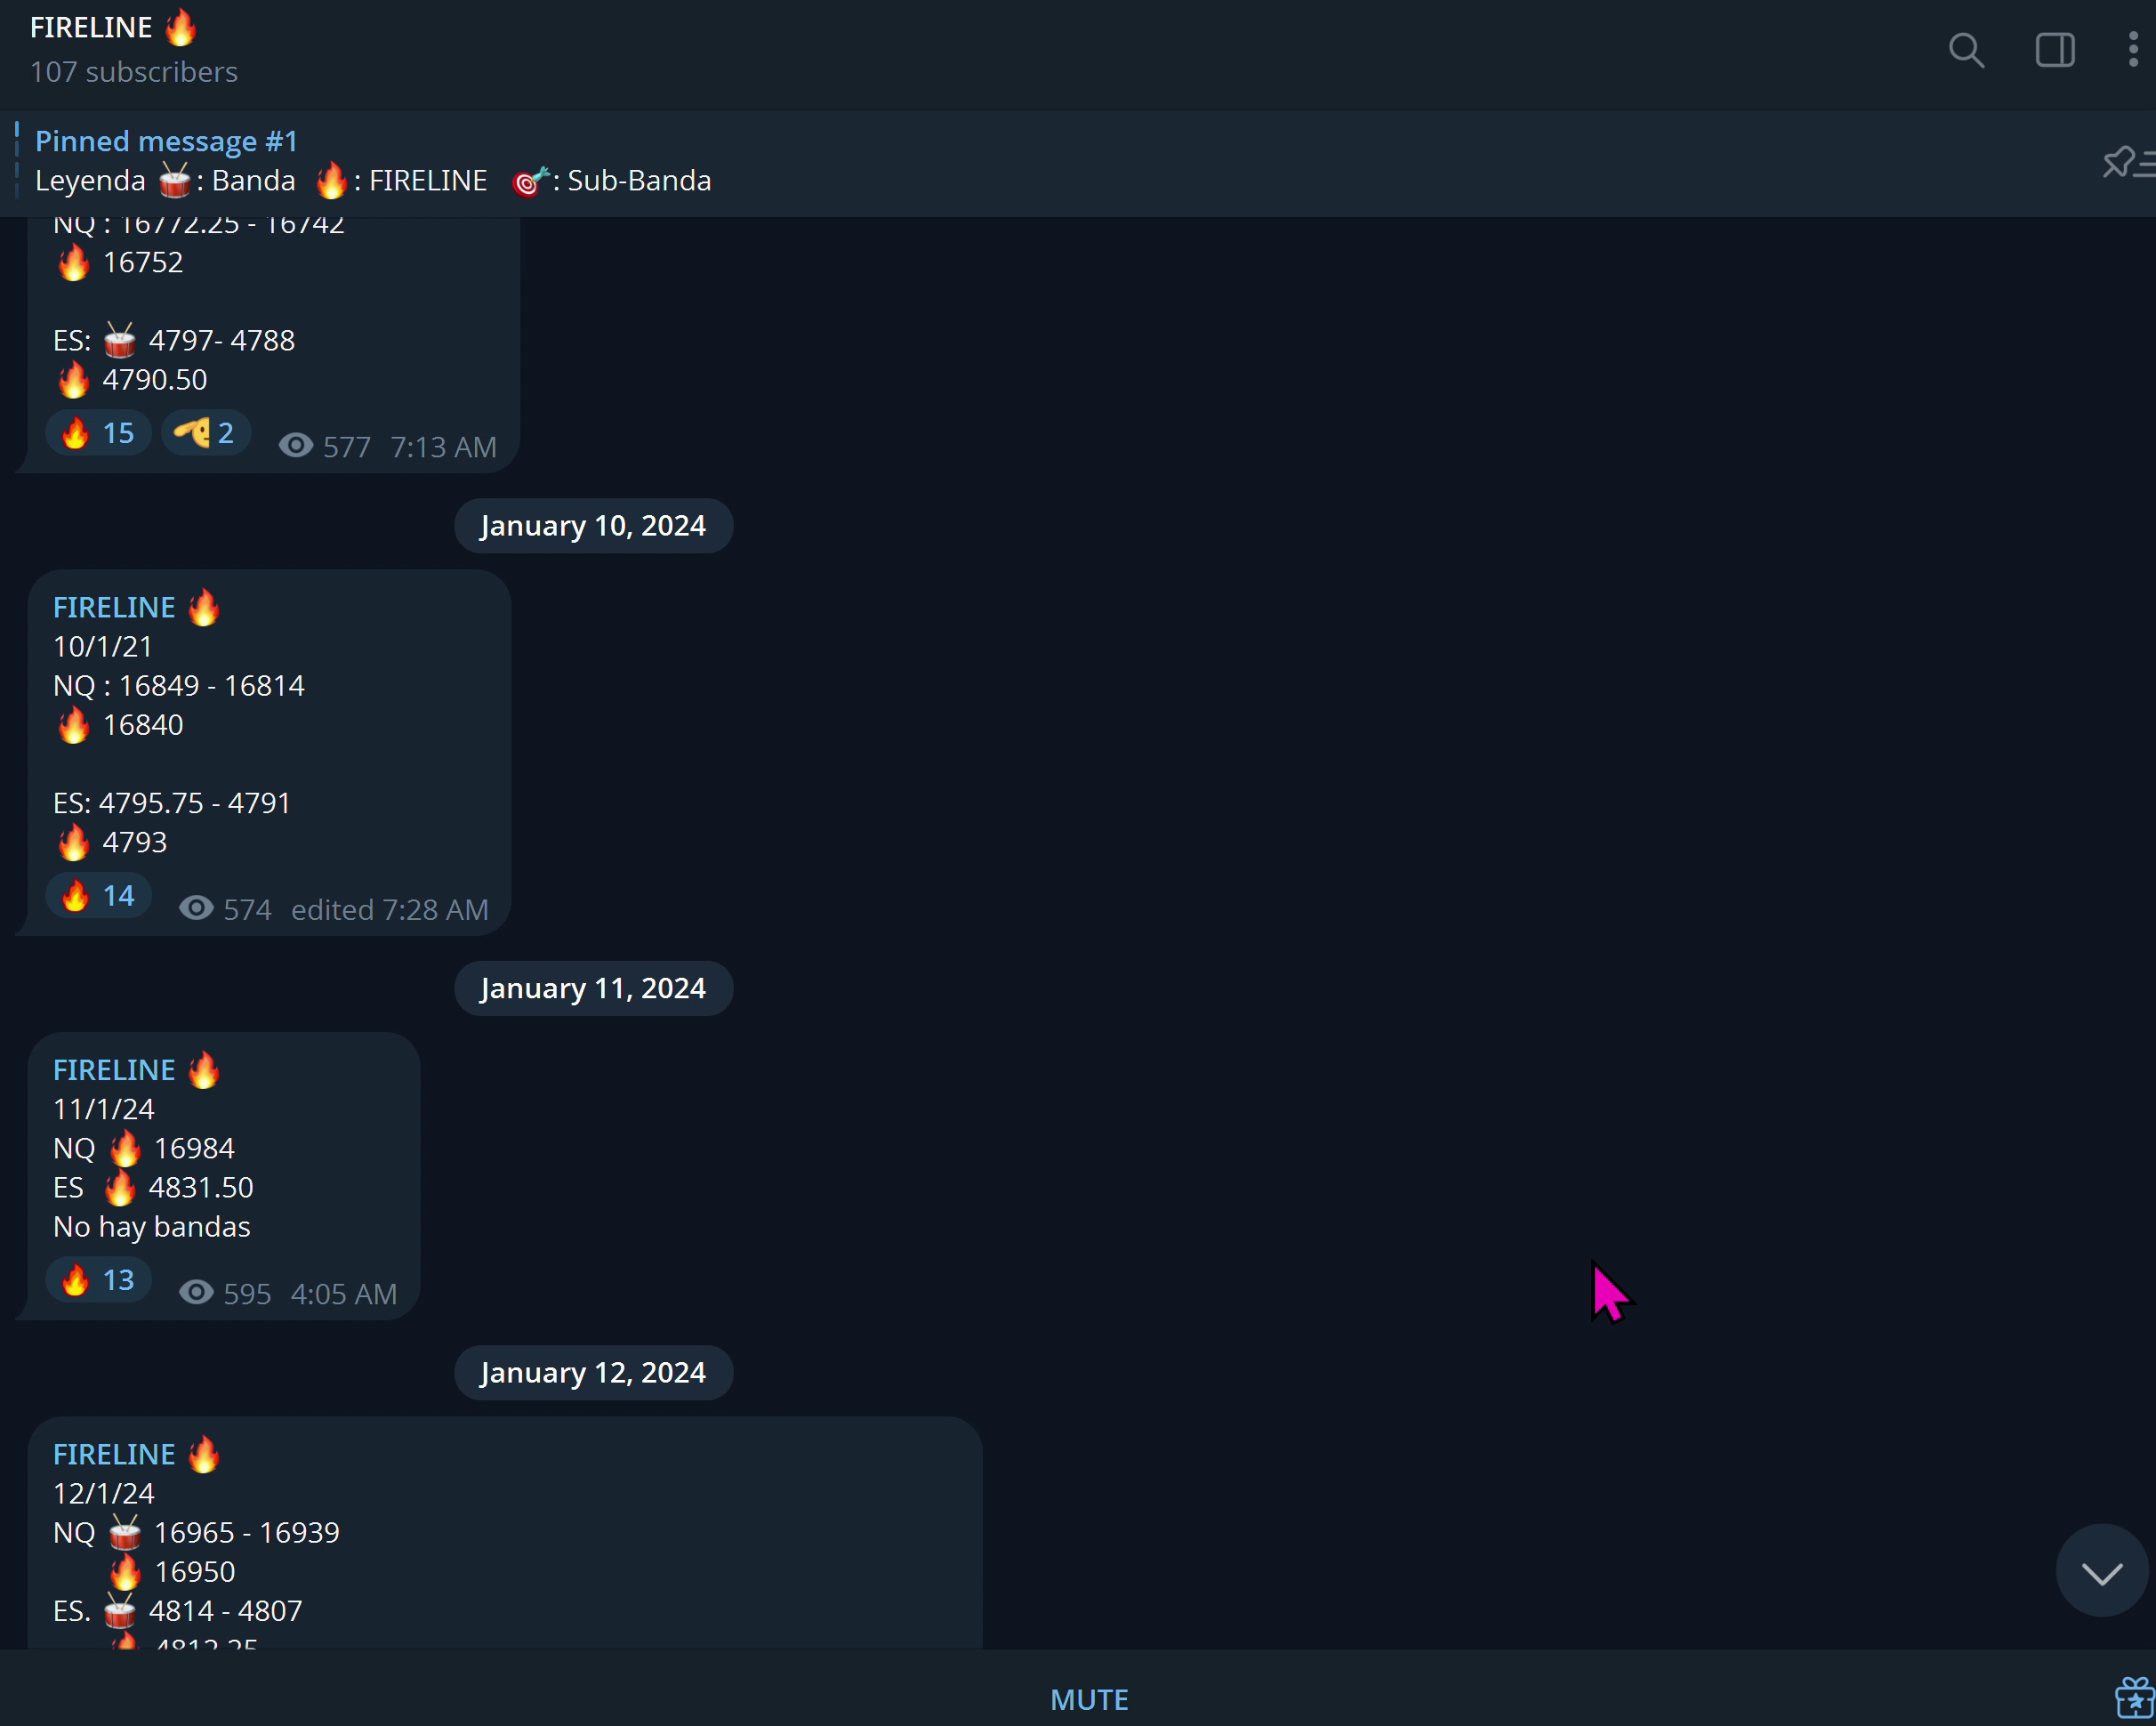 FIRELINE 🔥
107 subscribers
Pinned message #1
Leyenda 🥁: Banda 🔥: FIRELINE 🎯: Sub-Banda
NQ : 16772.25 - 16742
🔥 16752
ES: 🥁 4797- 4788
🔥 4790.50
🔥 15 2 577 7:13 AM
January 10, 2024
FIRELINE 🔥
10/1/21
NQ : 16849 - 16814
🔥 16840
ES: 4795.75 - 4791
🔥 4793
🔥 14 574 edited 7:28 AM
January 11, 2024
FIRELINE 🔥
11/1/24
NQ 🔥 16984
ES 🔥 4831.50
No hay bandas
🔥 13 595 4:05 AM
January 12, 2024
FIRELINE 🔥
12/1/24
NQ 🥁 16965 - 16939
🔥 16950
ES. 🥁 4814 - 4807
🔥 4812.25
MUTE